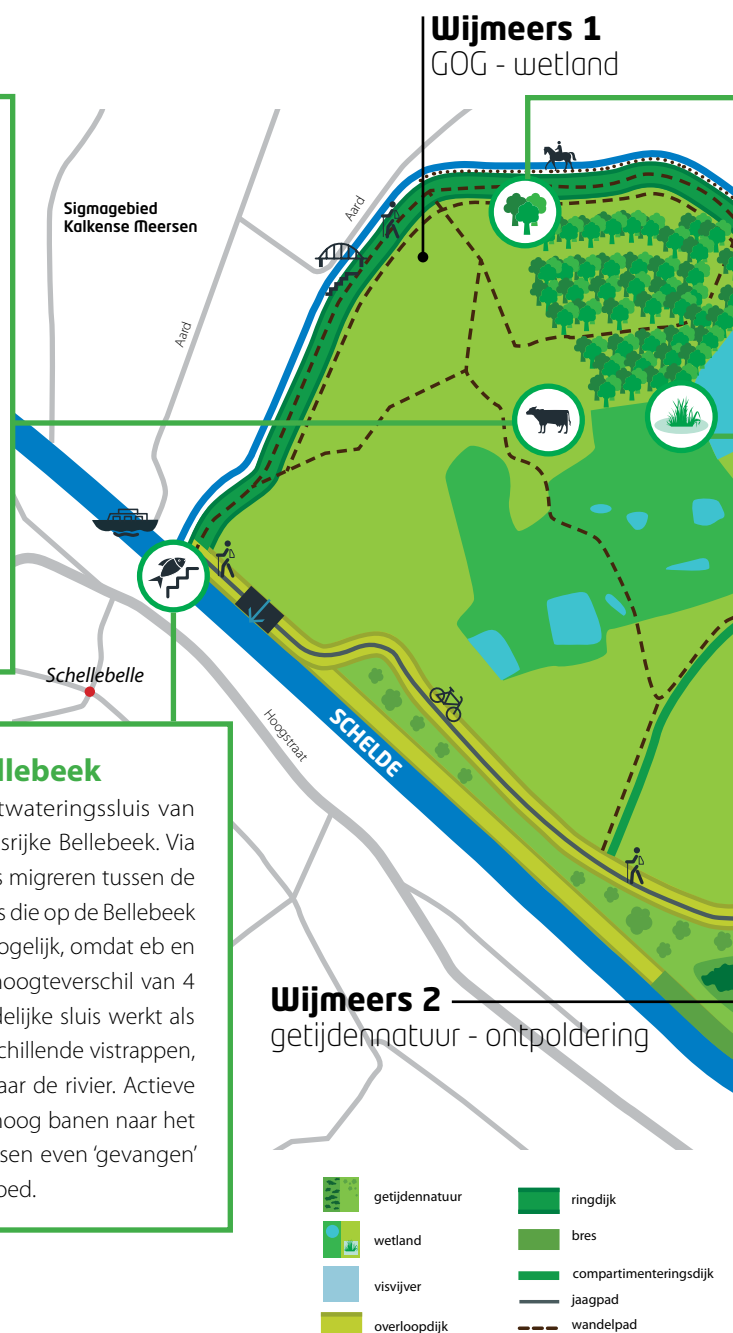 Wijmeers 1
GOG - wetland
Sigmagebied
Kalkense Meersen
Aard
Aard
Schellebelle
Hoogstraat
SCHELDE
llebeek
twateringssluis van
srijke Bellebeek. Via
s migreren tussen de
s die op de Bellebeek
ogelijk, omdat eb en
hoogteverschil van 4
delijke sluis werkt als
schillende vistrappen,
aar de rivier. Actieve
hoog banen naar het
sen even ‘gevangen’
oed.
Wijmeers 2
getijdennatuur - ontpoldering
getijdennatuur
wetland
visvijver
overloopdijk
ringdijk
bres
compartimenteringsdijk
jaagpad
wandelpad